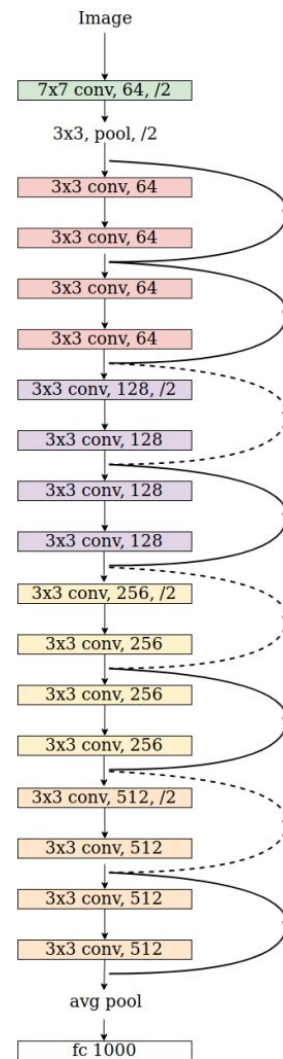 Image
7x7 conv, 64, /2
3x3, pool, /2
3x3 conv, 64
3x3 conv, 64
3x3 conv, 64
3x3 conv, 64
3x3 conv, 128, /2
3x3 conv, 128
3x3 conv, 128
3x3 conv, 128
3x3 conv, 256, /2
3x3 conv, 256
3x3 conv, 256
3x3 conv, 256
3x3 conv, 512, /2
3x3 conv, 512
3x3 conv, 512
3x3 conv, 512
avg pool
fc 1000